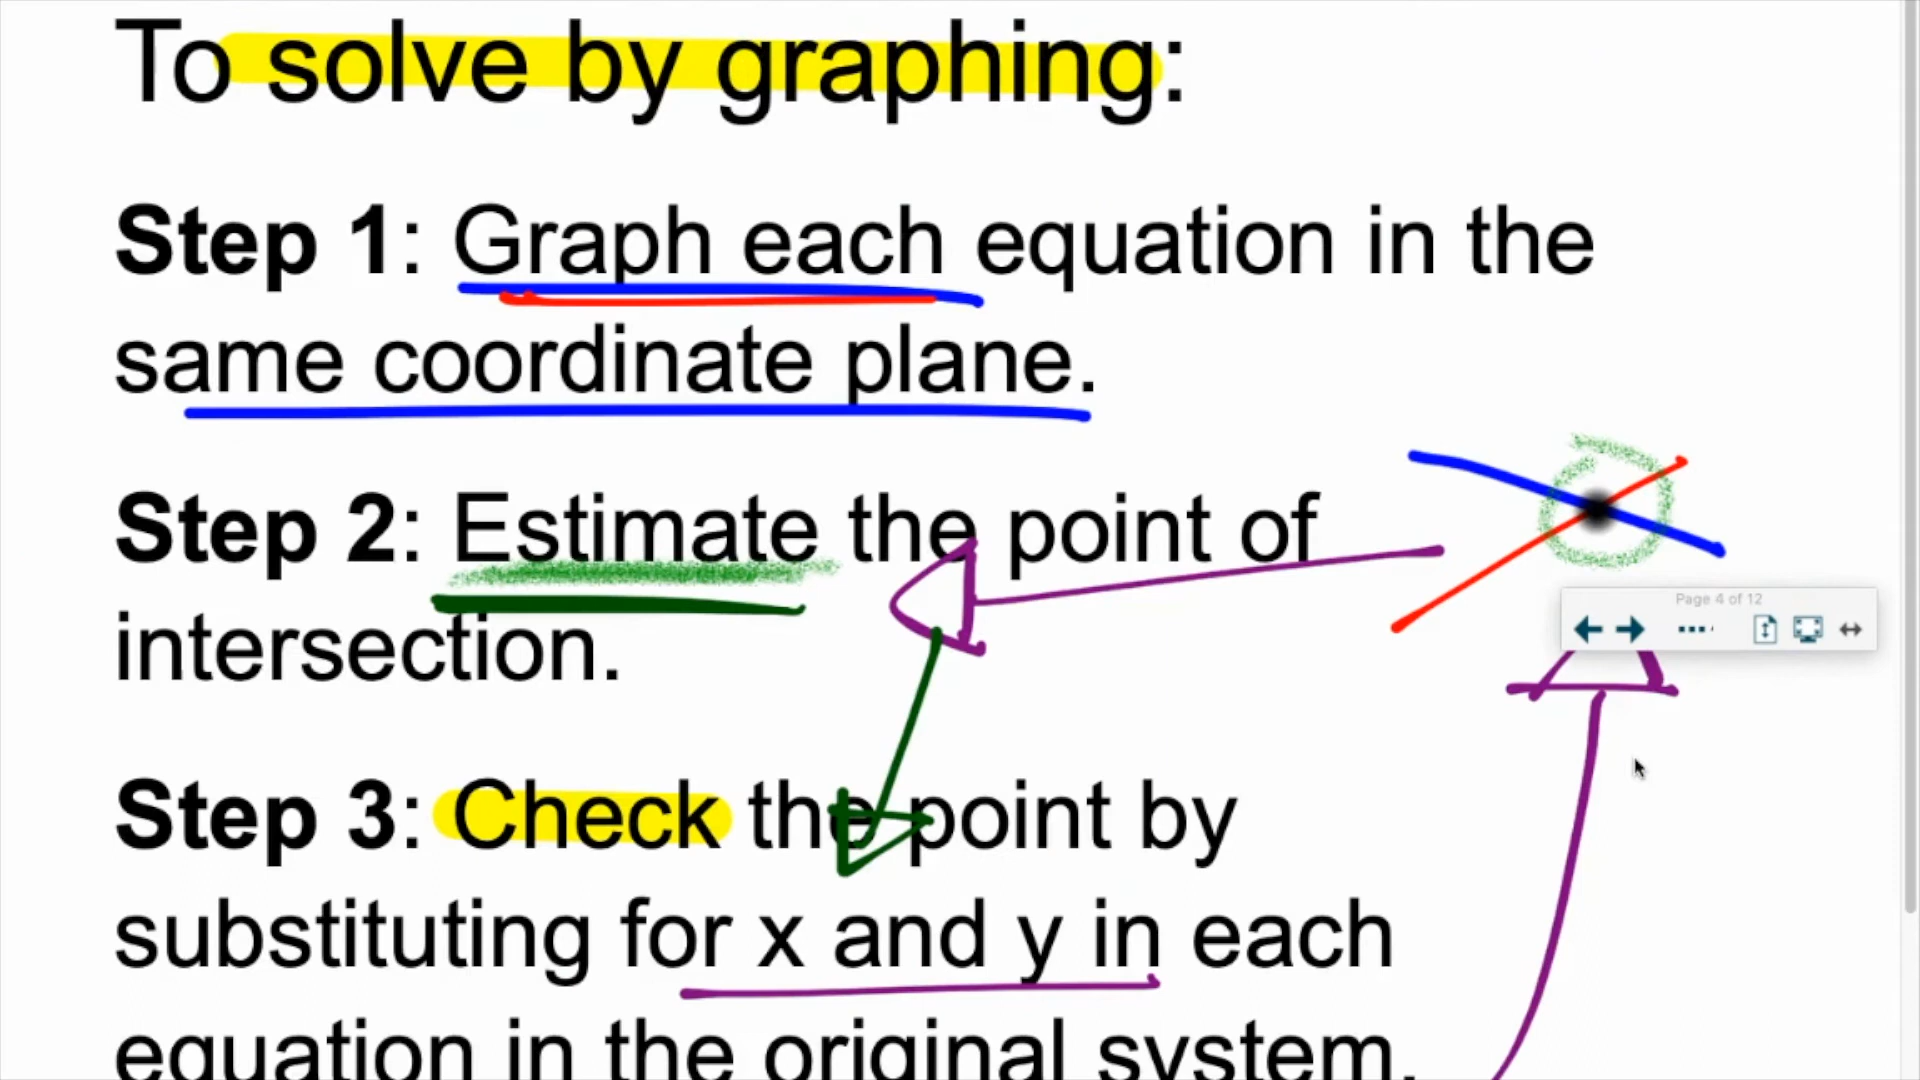 To solve by graphing:
Step 1: Graph each equation in the
same coordinate plane.
Step 2: Estimate the point of
intersection.
Page 4 of 12
Step 3: Check the point by
substituting for x and y in each
equation in the original system.